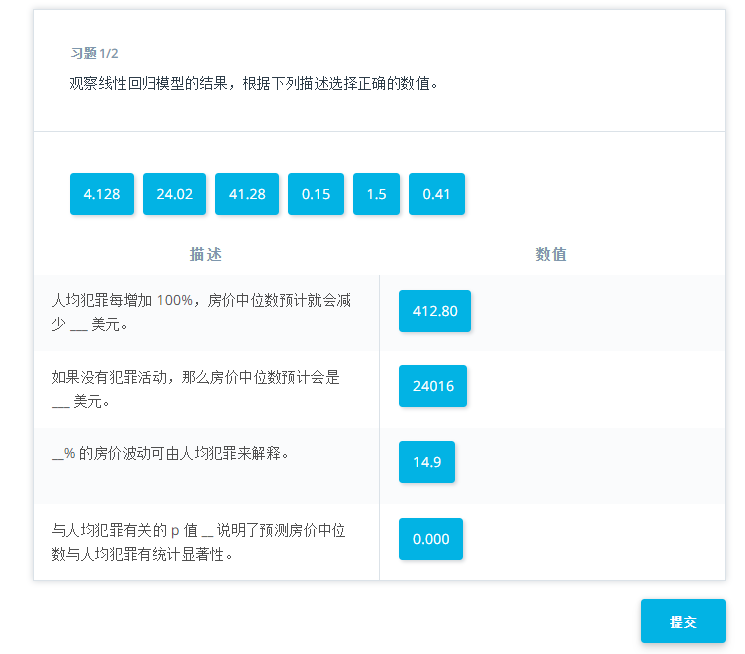 习题 1/2
观察线性回归模型的结果，根据下列描述选择正确的数值。
4.128 24.02 41.28 0.15 1.5 0.41
描述 数值
人均犯罪每增加 100%，房价中位数预计就会减
少 ___ 美元。
412.80
如果没有犯罪活动，那么房价中位数预计会是
___ 美元。
24016
__% 的房价波动可由人均犯罪来解释。
14.9
与人均犯罪有关的 p 值 __ 说明了预测房价中位
数与人均犯罪有统计显著性。
0.000
提交